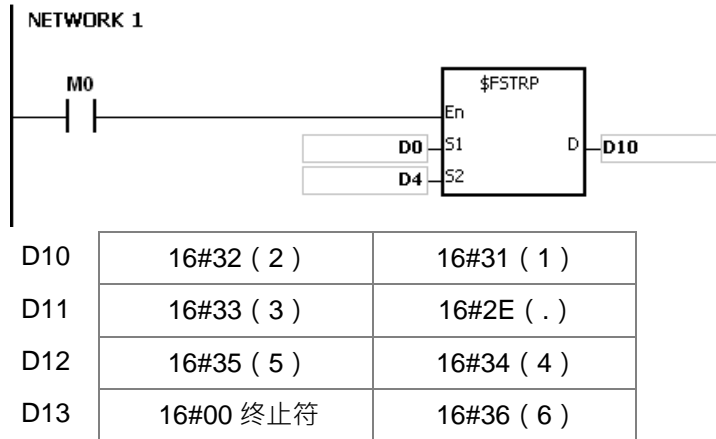 NETWORK 1
M0
$FSTRP
En
D0 S1 D D10
D4 S2
D10 16#32（2） 16#31（1）
D11 16#33（3） 16#2E（.）
D12 16#35（5） 16#34（4）
D13 16#00 终止符 16#36（6）